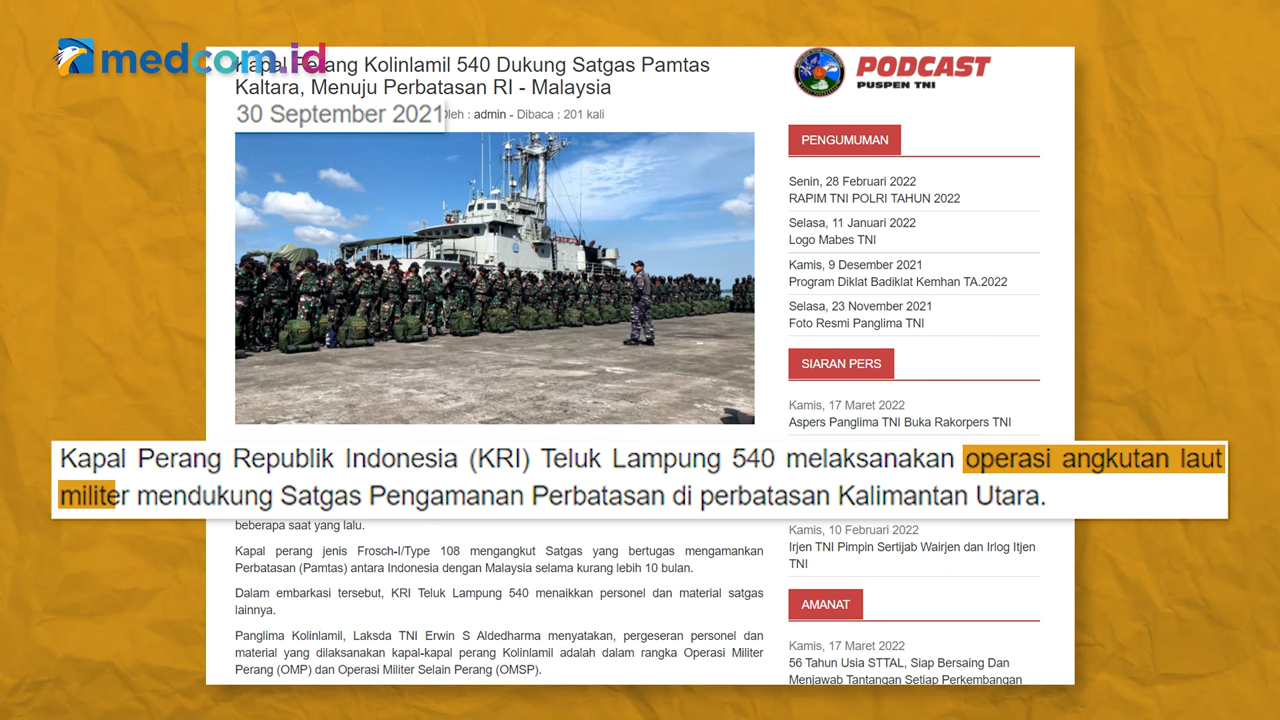 medcom.id
Kapal Perang Kolinlamil 540 Dukung Satgas Pamtas
Kaltara, Menuju Perbatasan RI - Malaysia
30 September 2021 Oleh : admin - Dibaca : 201 kali
Kapal Perang Republik Indonesia (KRI) Teluk Lampung 540 melaksanakan operasi angkutan laut
militer mendukung Satgas Pengamanan Perbatasan di perbatasan Kalimantan Utara.
beberapa saat yang lalu.
Kapal perang jenis Frosch-I/Type 108 mengangkut Satgas yang bertugas mengamankan
Perbatasan (Pamtas) antara Indonesia dengan Malaysia selama kurang lebih 10 bulan.
Dalam embarkasi tersebut, KRI Teluk Lampung 540 menaikkan personel dan material satgas
lainnya.
Panglima Kolinlamil, Laksda TNI Erwin S Aldedharma menyatakan, pergeseran personel dan
material yang dilaksanakan kapal-kapal perang Kolinlamil adalah dalam rangka Operasi Militer
Perang (OMP) dan Operasi Militer Selain Perang (OMSP).
PODCAST
PUSPEN TNI
PENGUMUMAN
Senin, 28 Februari 2022
RAPIM TNI POLRI TAHUN 2022
Selasa, 11 Januari 2022
Logo Mabes TNI
Kamis, 9 Desember 2021
Program Diklat Badiklat Kemhan TA.2022
Selasa, 23 November 2021
Foto Resmi Panglima TNI
SIARAN PERS
Kamis, 17 Maret 2022
Aspers Panglima TNI Buka Rakorpers TNI
Kamis, 10 Februari 2022
Irjen TNI Pimpin Sertijab Wairjen dan Irlog Itjen
TNI
AMANAT
Kamis, 17 Maret 2022
56 Tahun Usia STTAL, Siap Bersaing Dan
Menjawab Tantangan Setiap Perkembangan